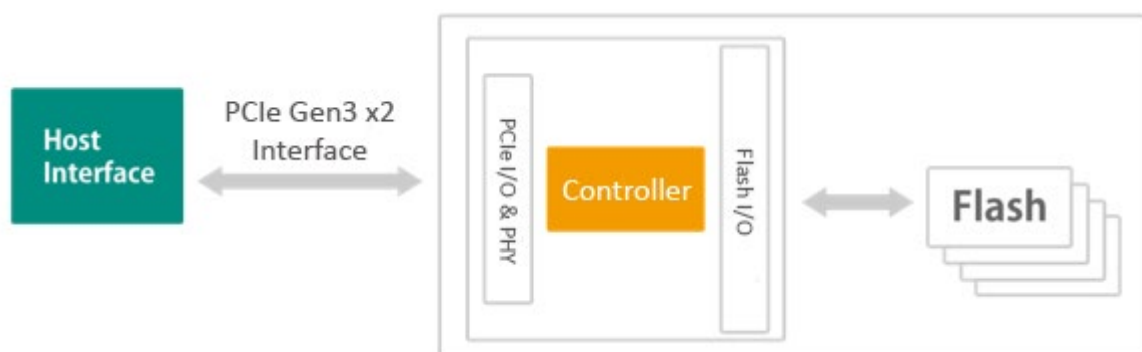 Host
Interface
PCIe Gen3 x2
Interface
PCIe I/O & PHY
Controller
Flash I/O
Flash